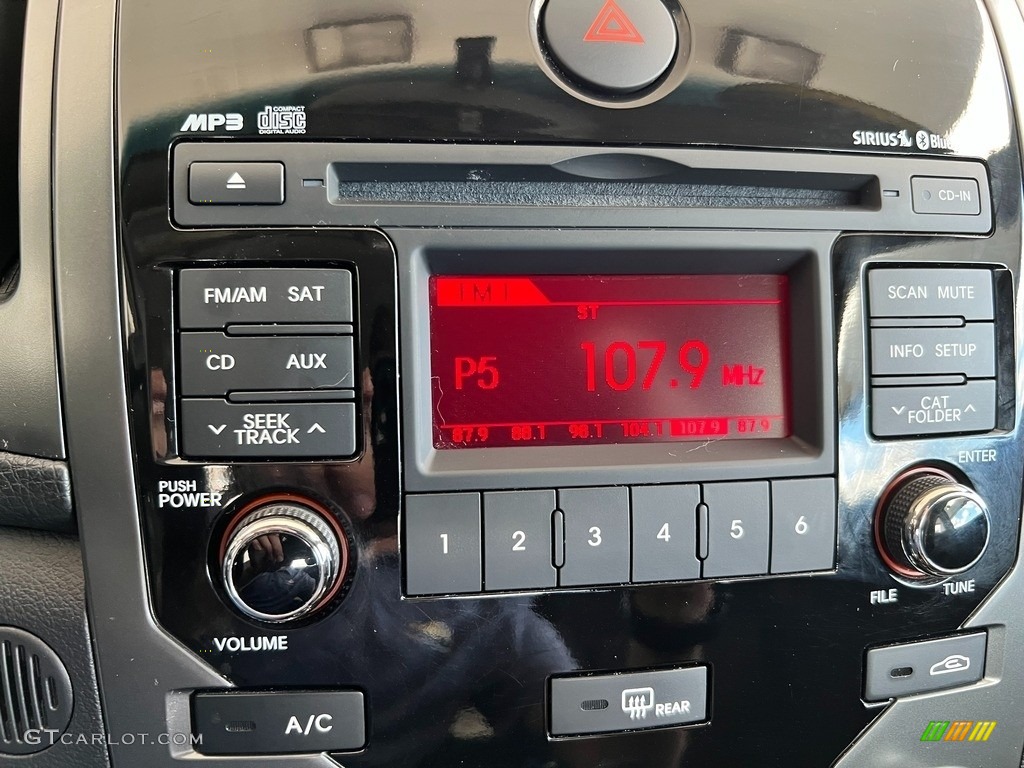 MP3 COMPACT disc DIGITAL AUDIO
SIRIUS
CD-IN
FM/AM SAT
SCAN MUTE
ST
CD AUX
INFO SETUP
P5 107.9 MHz
SEEK
TRACK
CAT
FOLDER
87.9 88.1 98.1 104.1 107.9 87.9
PUSH
POWER
ENTER
1 2 3 4 5 6
FILE TUNE
VOLUME
REAR
A/C
GTCARLOT.COM